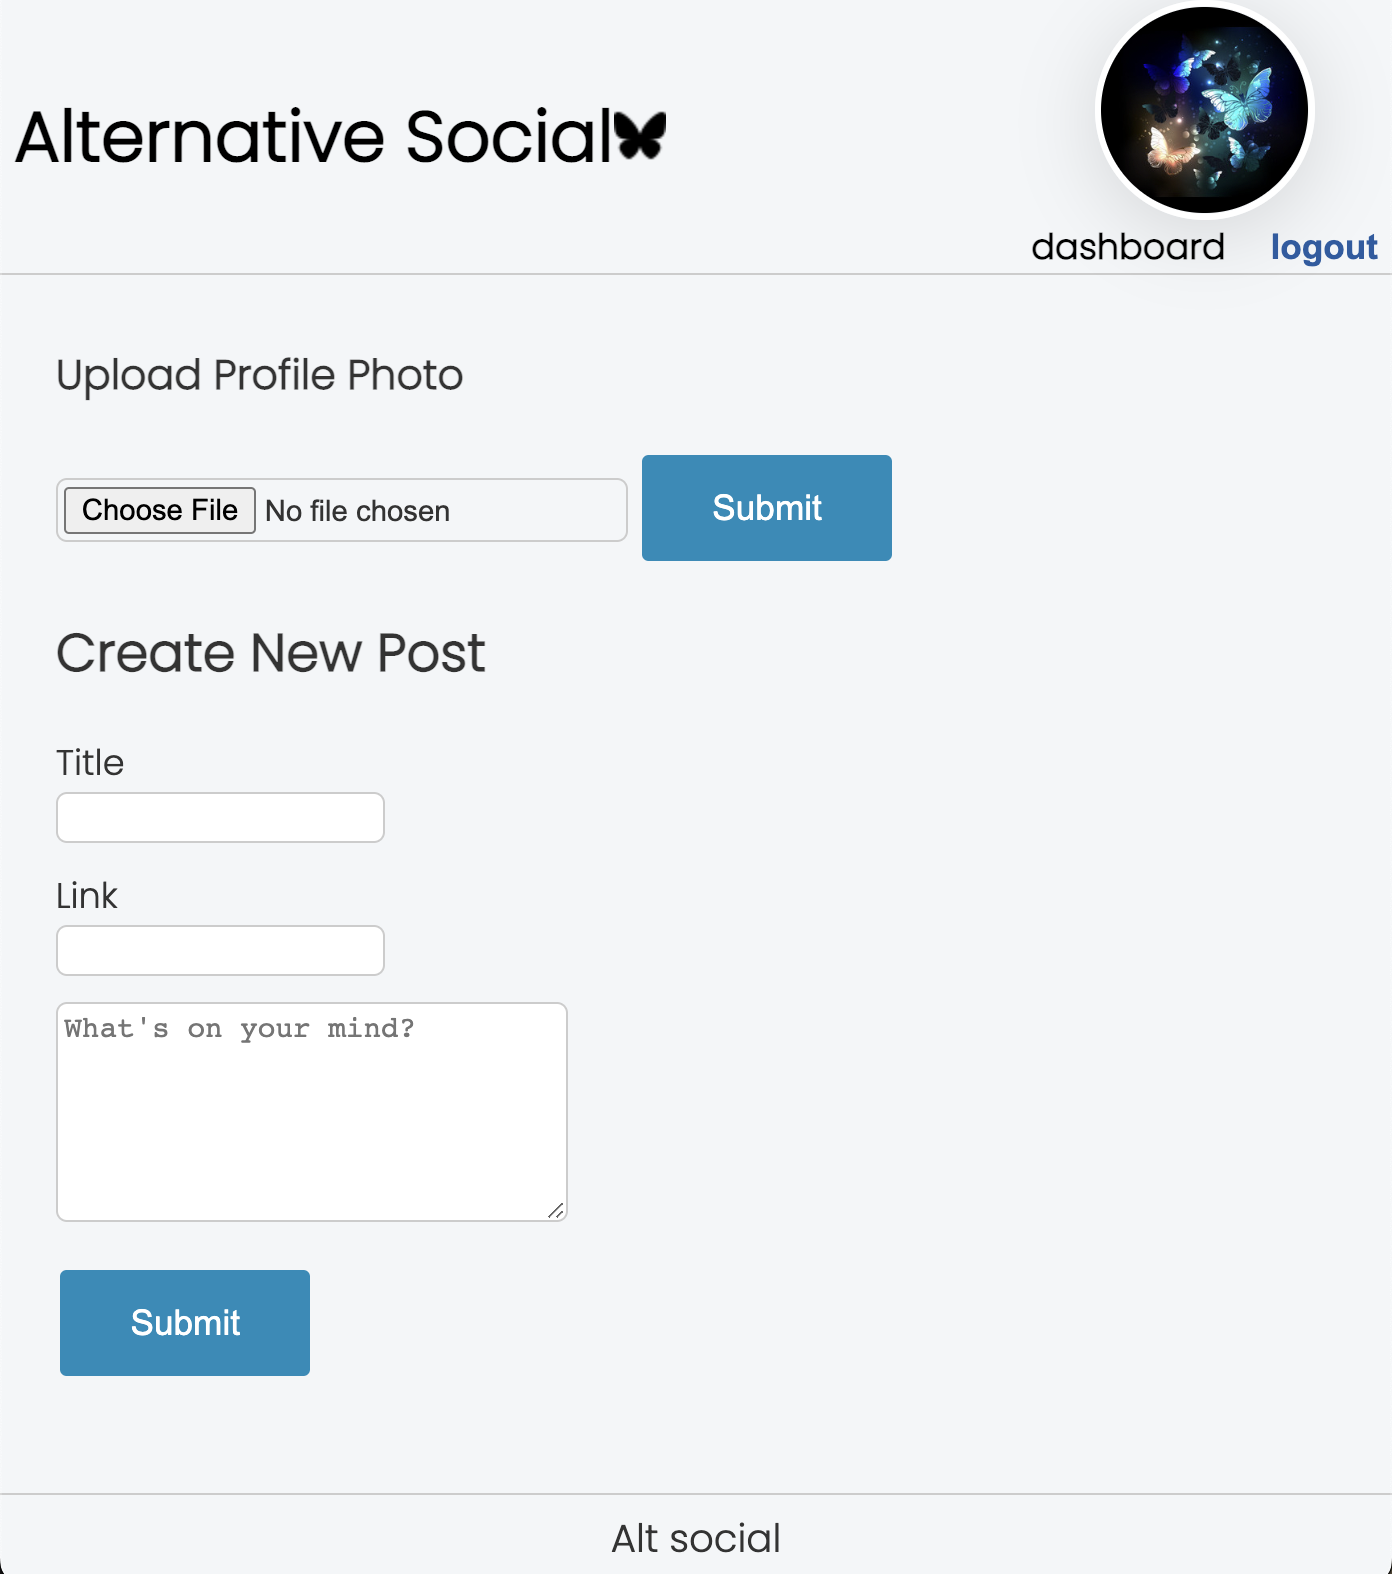 Alternative Social
dashboard logout
Upload Profile Photo
Choose File No file chosen Submit
Create New Post
Title
Link
What's on your mind?
Submit
Alt social